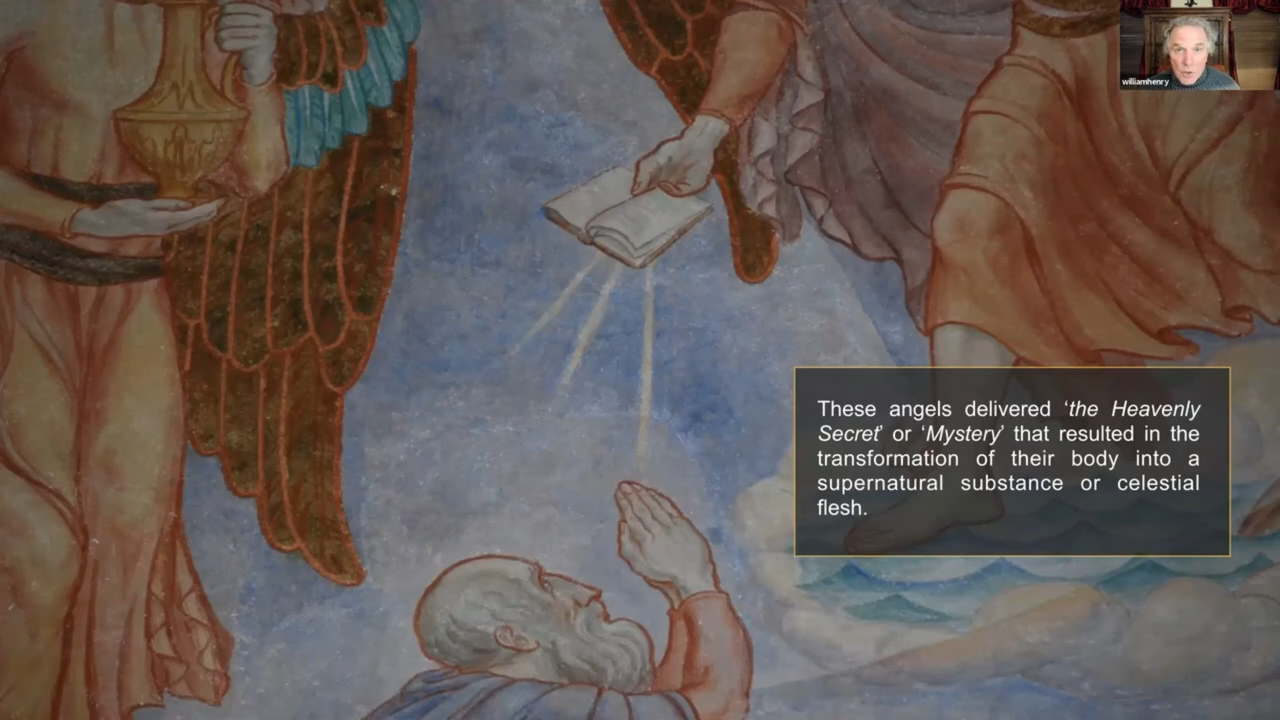 williamhenry
These angels delivered ‘the Heavenly
Secret’ or ‘Mystery’ that resulted in the
transformation of their body into a
supernatural substance or celestial
flesh.